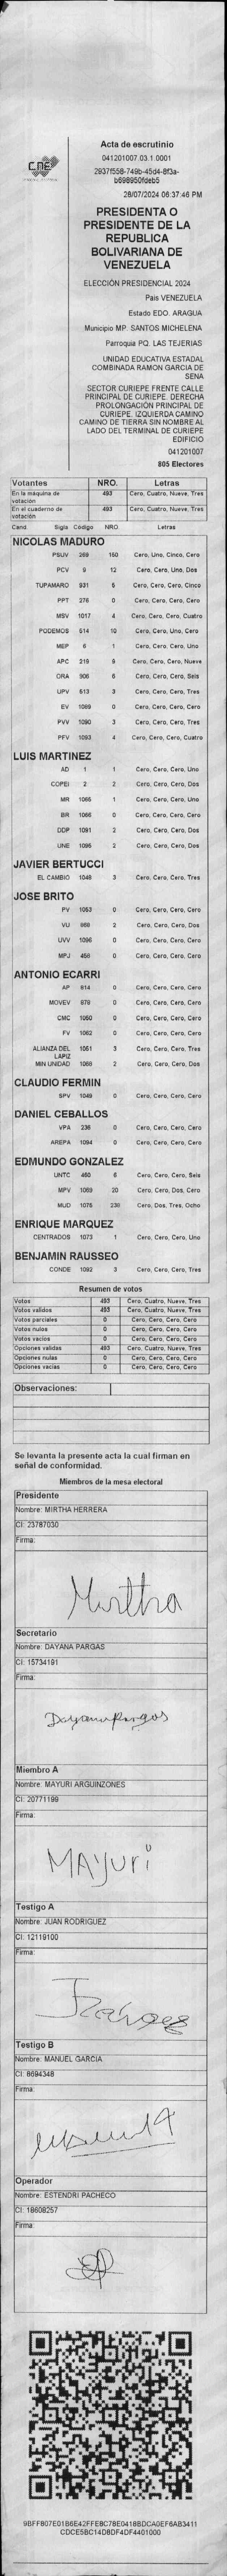 CNE
Acta de escrutinio
041201007.03.1.0001
2937f558-749b-45d4-8f3a-
b698950fdeb5
28/07/2024 06:37:46 PM
PRESIDENTA O
PRESIDENTE DE LA
REPUBLICA
BOLIVARIANA DE
VENEZUELA
ELECCIÓN PRESIDENCIAL 2024
País VENEZUELA
Estado EDO. ARAGUA
Municipio MP. SANTOS MICHELENA
Parroquia PQ. LAS TEJERIAS
UNIDAD EDUCATIVA ESTADAL
COMBINADA RAMON GARCIA DE
SENA
SECTOR CURIEPE FRENTE CALLE
PRINCIPAL DE CURIEPE. DERECHA
PROLONGACIÓN PRINCIPAL DE
CURIEPE. IZQUIERDA CAMINO
CAMINO DE TIERRA SIN NOMBRE AL
LADO DEL TERMINAL DE CURIEPE
EDIFICIO
041201007
805 Electores
Votantes NRO. Letras
En la máquina de votación 493 Cero, Cuatro, Nueve, Tres
En el cuaderno de votación 493 Cero, Cuatro, Nueve, Tres
Cand. Sigla Código NRO. Letras
NICOLAS MADURO
PSUV 269 150 Cero, Uno, Cinco, Cero
PCV 9 12 Cero, Cero, Uno, Dos
TUPAMARO 931 5 Cero, Cero, Cero, Cinco
PPT 276 0 Cero, Cero, Cero, Cero
MSV 1017 4 Cero, Cero, Cero, Cuatro
PODEMOS 514 10 Cero, Cero, Uno, Cero
MEP 6 1 Cero, Cero, Cero, Uno
APC 219 9 Cero, Cero, Cero, Nueve
ORA 906 6 Cero, Cero, Cero, Seis
UPV 513 3 Cero, Cero, Cero, Tres
EV 1089 0 Cero, Cero, Cero, Cero
PVV 1090 3 Cero, Cero, Cero, Tres
PFV 1093 4 Cero, Cero, Cero, Cuatro
LUIS MARTINEZ
AD 1 1 Cero, Cero, Cero, Uno
COPEI 2 2 Cero, Cero, Cero, Dos
MR 1065 1 Cero, Cero, Cero, Uno
BR 1066 0 Cero, Cero, Cero, Cero
DDP 1091 2 Cero, Cero, Cero, Dos
UNE 1095 2 Cero, Cero, Cero, Dos
JAVIER BERTUCCI
EL CAMBIO 1048 3 Cero, Cero, Cero, Tres
JOSE BRITO
PV 1053 0 Cero, Cero, Cero, Cero
VU 868 2 Cero, Cero, Cero, Dos
UVV 1096 0 Cero, Cero, Cero, Cero
MPJ 458 0 Cero, Cero, Cero, Cero
ANTONIO ECARRI
AP 814 0 Cero, Cero, Cero, Cero
MOVEV 979 0 Cero, Cero, Cero, Cero
CMC 1050 0 Cero, Cero, Cero, Cero
FV 1062 0 Cero, Cero, Cero, Cero
ALIANZA DEL LAPIZ 1051 3 Cero, Cero, Cero, Tres
MIN UNIDAD 1068 2 Cero, Cero, Cero, Dos
CLAUDIO FERMIN
SPV 1049 0 Cero, Cero, Cero, Cero
DANIEL CEBALLOS
VPA 236 0 Cero, Cero, Cero, Cero
AREPA 1094 0 Cero, Cero, Cero, Cero
EDMUNDO GONZALEZ
UNTC 460 6 Cero, Cero, Cero, Seis
MPV 1069 20 Cero, Cero, Dos, Cero
MUD 1075 238 Cero, Dos, Tres, Ocho
ENRIQUE MARQUEZ
CENTRADOS 1073 1 Cero, Cero, Cero, Uno
BENJAMIN RAUSSEO
CONDE 1092 3 Cero, Cero, Cero, Tres
Resumen de votos
Votos 493 Cero, Cuatro, Nueve, Tres
Votos validos 493 Cero, Cuatro, Nueve, Tres
Votos parciales 0 Cero, Cero, Cero, Cero
Votos nulos 0 Cero, Cero, Cero, Cero
Votos vacios 0 Cero, Cero, Cero, Cero
Opciones validas 493 Cero, Cuatro, Nueve, Tres
Opciones nulas 0 Cero, Cero, Cero, Cero
Opciones vacias 0 Cero, Cero, Cero, Cero
Observaciones:
Se levanta la presente acta la cual firman en
señal de conformidad.
Miembros de la mesa electoral
Presidente
Nombre: MIRTHA HERRERA
CI: 23787030
Firma:
Mirtha
Secretario
Nombre: DAYANA PARGAS
CI: 15734191
Firma:
Dayana Pargas
Miembro A
Nombre: MAYURI ARGUINZONES
CI: 20771199
Firma:
MAyuri
Testigo A
Nombre: JUAN RODRIGUEZ
CI: 12119100
Firma:
Testigo B
Nombre: MANUEL GARCIA
CI: 8694348
Firma:
Operador
Nombre: ESTENDRI PACHECO
CI: 18608257
Firma:
9BFF807E01B6E42FFE8C78E0418BDCA0EF6AB3411
CDCE5BC14D8DF4DF4401000